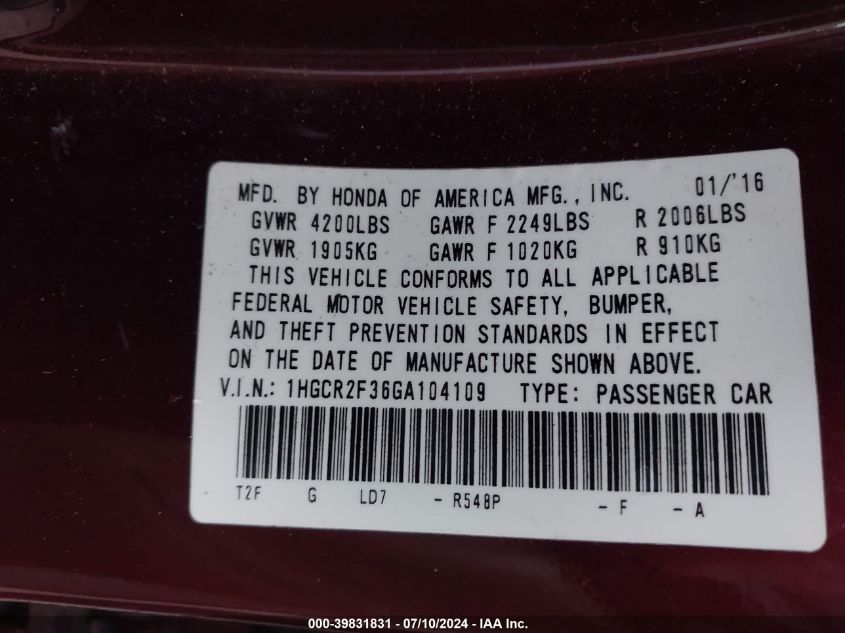 MFD. BY HONDA OF AMERICA MFG., INC. 01/'16
GVWR 4200LBS GAWR F 2249LBS R 2006LBS
GVWR 1905KG GAWR F 1020KG R 910KG
THIS VEHICLE CONFORMS TO ALL APPLICABLE
FEDERAL MOTOR VEHICLE SAFETY, BUMPER,
AND THEFT PREVENTION STANDARDS IN EFFECT
ON THE DATE OF MANUFACTURE SHOWN ABOVE.
V.I.N.: 1HGCR2F36GA104109 TYPE: PASSENGER CAR
T2F G LD7 - R548P - F - A
000-39831831 - 07/10/2024 - IAA Inc.